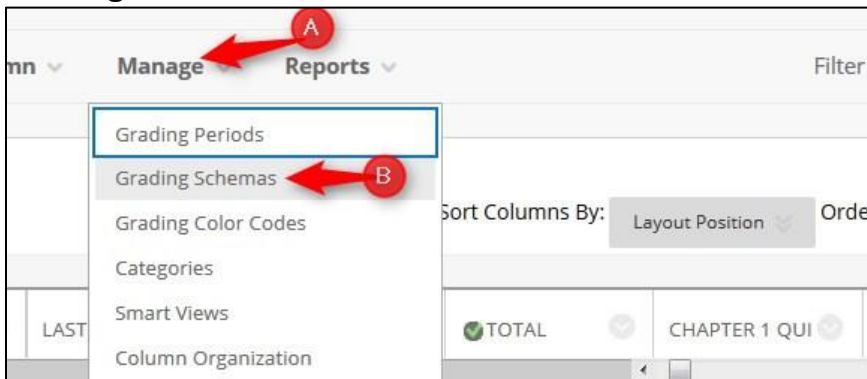 A
mn Manage Reports Filter
Grading Periods
Grading Schemas B
Grading Color Codes
Sort Columns By: Layout Position Orde
Categories
Smart Views
LAST TOTAL CHAPTER 1 QUI
Column Organization